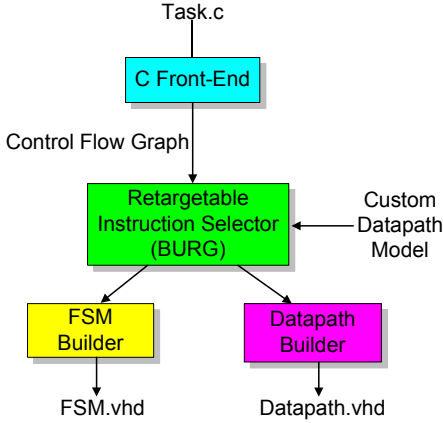 Task.c
C Front-End
Control Flow Graph
Retargetable
Instruction Selector
(BURG)
Custom
Datapath
Model
FSM
Builder
Datapath
Builder
FSM.vhd
Datapath.vhd